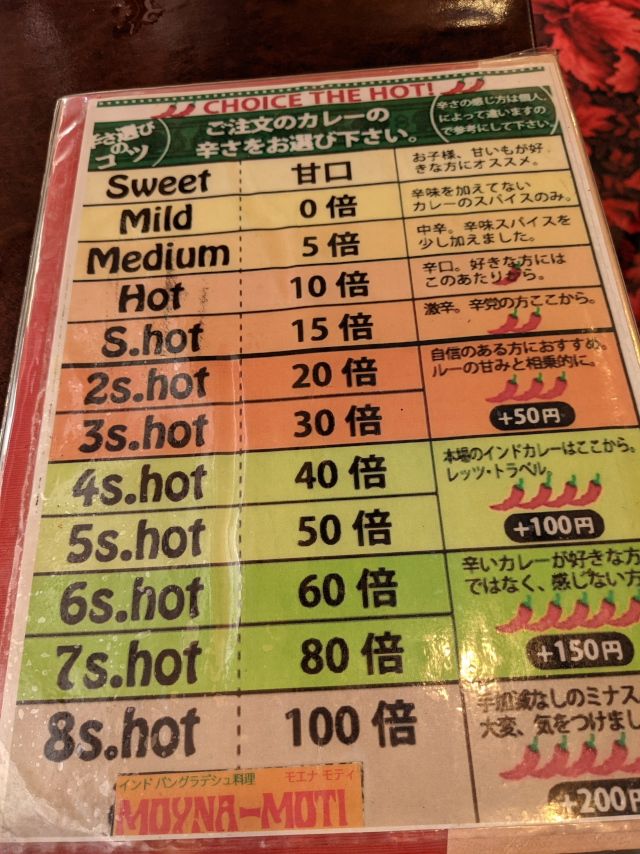 CHOICE THE HOT!
辛さ選び
の
コツ
ご注文のカレーの
辛さをお選び下さい。
辛さの感じ方は個人
によって違いますの
で参考にして下さい。
Sweet 甘口
お子様、甘いもが好
きな方にオススメ。
Mild 0倍
辛味を加えてない
カレーのスパイスのみ。
Medium 5倍
中辛。辛味スパイスを
少し加えました。
Hot 10倍
辛口。好きな方には
このあたりから。
S.hot 15倍
激辛。辛党の方ここから。
2s.hot 20倍
3s.hot 30倍
自信のある方におすすめ。
ルーの甘みと相乗的に。
+50円
4s.hot 40倍
5s.hot 50倍
本場のインドカレーはここから。
レッツ・トラベル。
+100円
6s.hot 60倍
7s.hot 80倍
辛いカレーが好きな方
ではなく、感じない方
+150円
8s.hot 100倍
手加減なしのミナス
大変、気をつけまし
+200円
インド バングラデシュ料理 モエナ モティ
MOYNA-MOTI